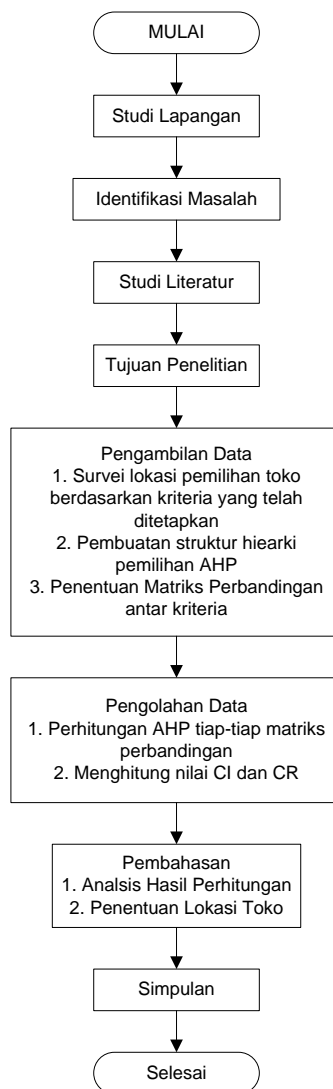 MULAI
Studi Lapangan
Identifikasi Masalah
Studi Literatur
Tujuan Penelitian
Pengambilan Data
1. Survei lokasi pemilihan toko
berdasarkan kriteria yang telah
ditetapkan
2. Pembuatan struktur hiearki
pemilihan AHP
3. Penentuan Matriks Perbandingan
antar kriteria
Pengolahan Data
1. Perhitungan AHP tiap-tiap matriks
perbandingan
2. Menghitung nilai CI dan CR
Pembahasan
1. Analsis Hasil Perhitungan
2. Penentuan Lokasi Toko
Simpulan
Selesai